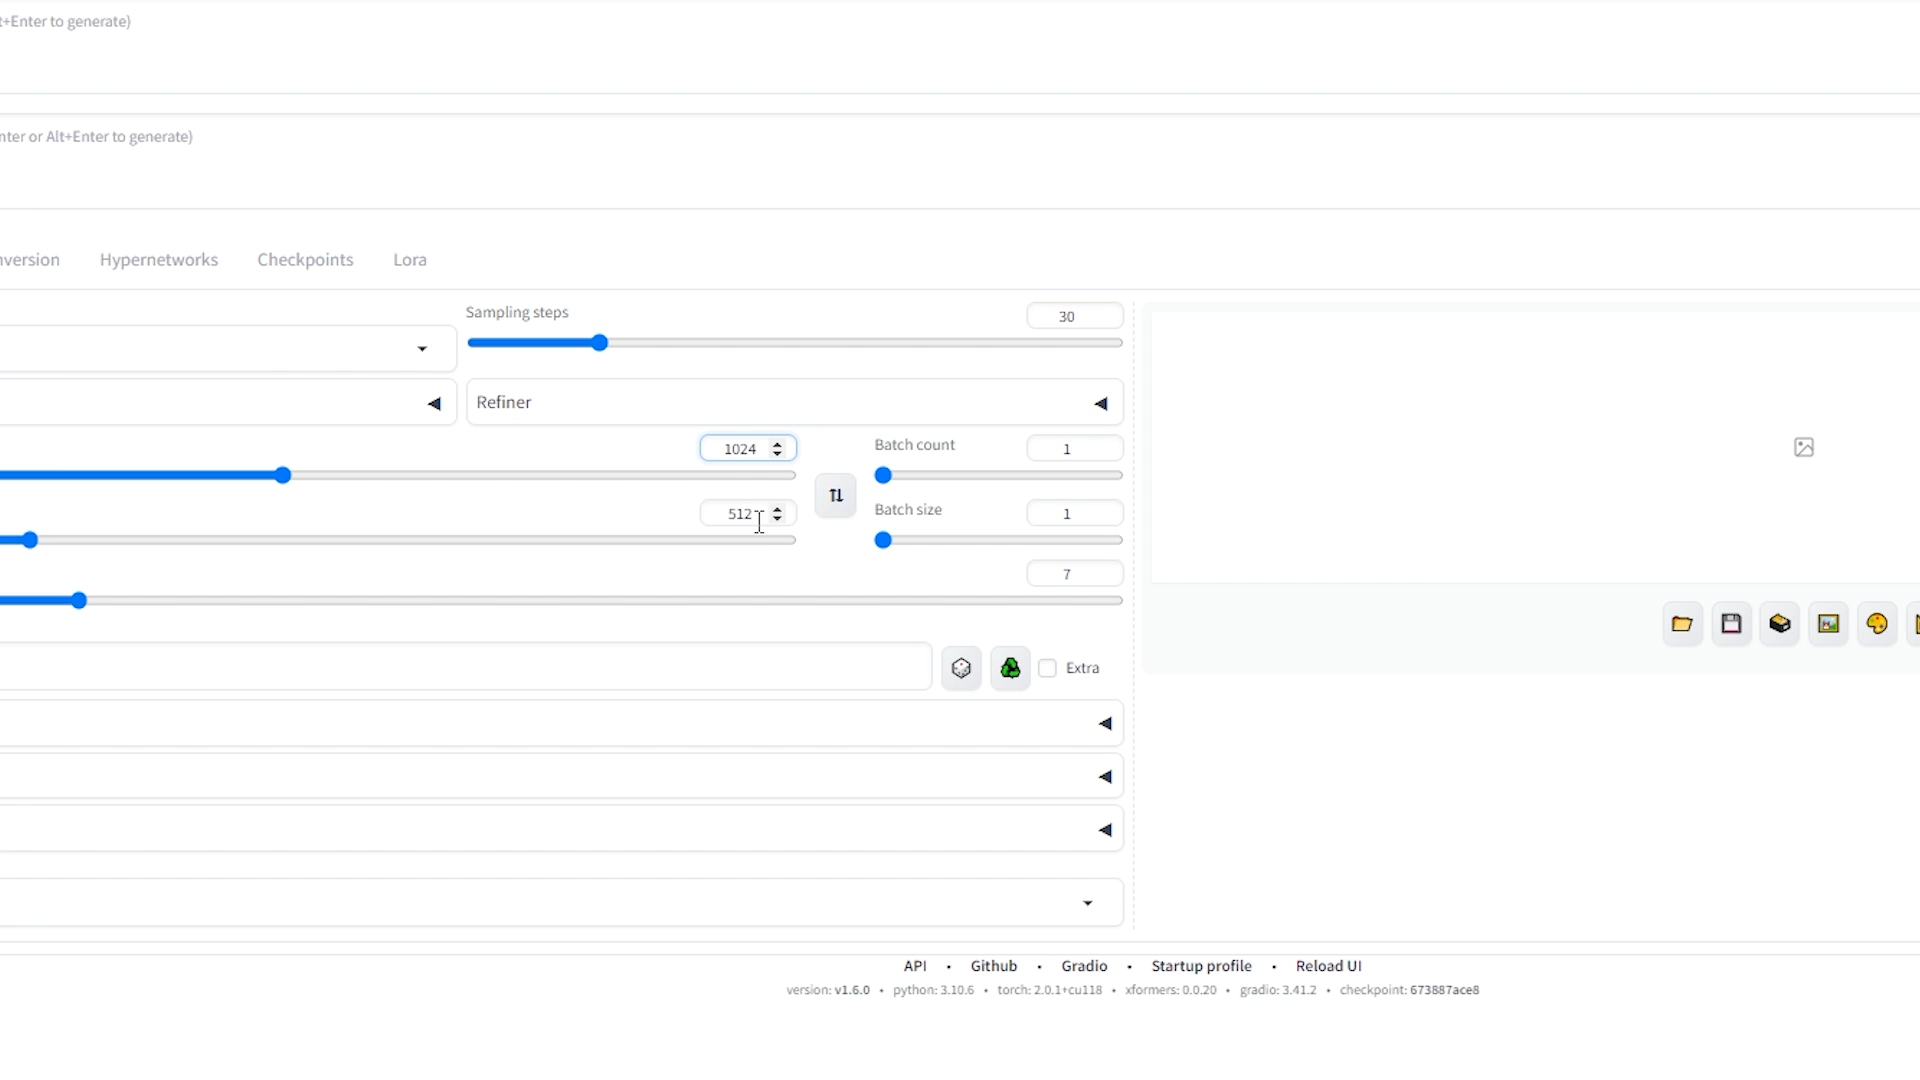 t+Enter to generate)
nter or Alt+Enter to generate)
nversion Hypernetworks Checkpoints Lora
Sampling steps 30
Refiner
1024 Batch count 1
512 Batch size 1
7
Extra
API • Github • Gradio • Startup profile • Reload UI
version: v1.6.0 • python: 3.10.6 • torch: 2.0.1+cu118 • xformers: 0.0.20 • gradio: 3.41.2 • checkpoint: 673887ace8